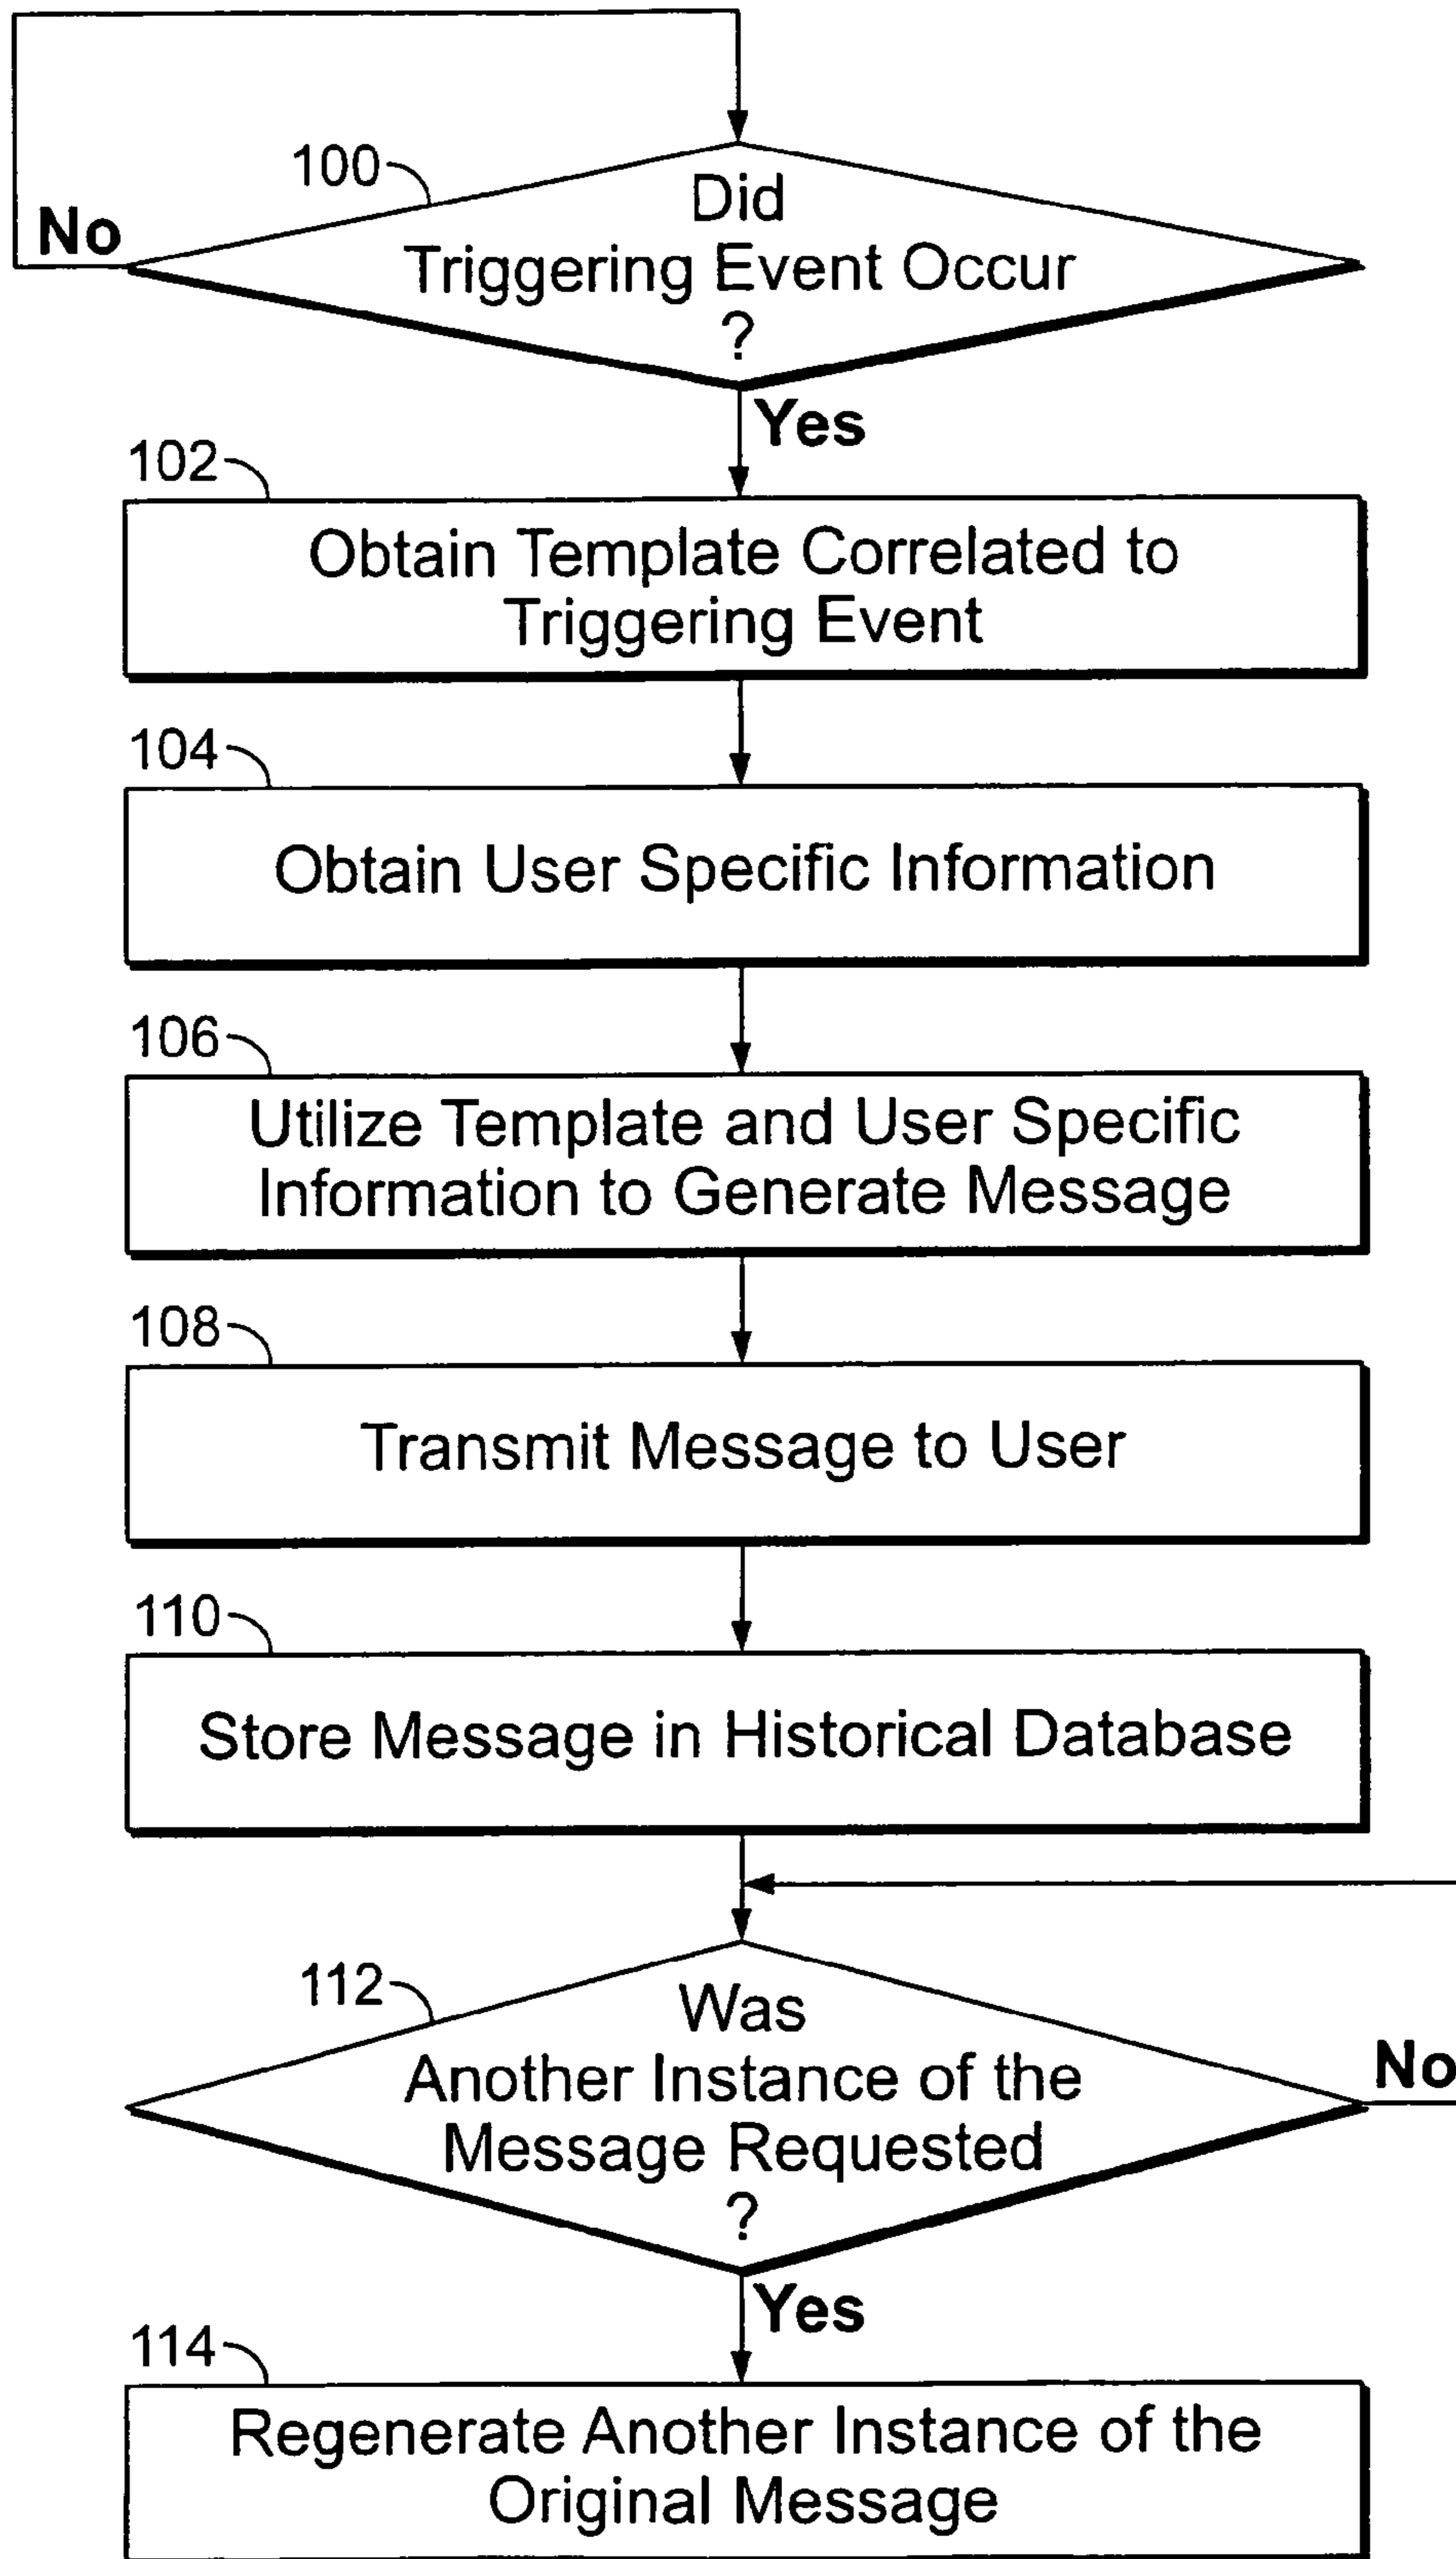 100
No
Did
Triggering Event Occur
?
Yes
102
Obtain Template Correlated to
Triggering Event
104
Obtain User Specific Information
106
Utilize Template and User Specific
Information to Generate Message
108
Transmit Message to User
110
Store Message in Historical Database
112
Was
Another Instance of the
Message Requested
?
No
Yes
114
Regenerate Another Instance of the
Original Message